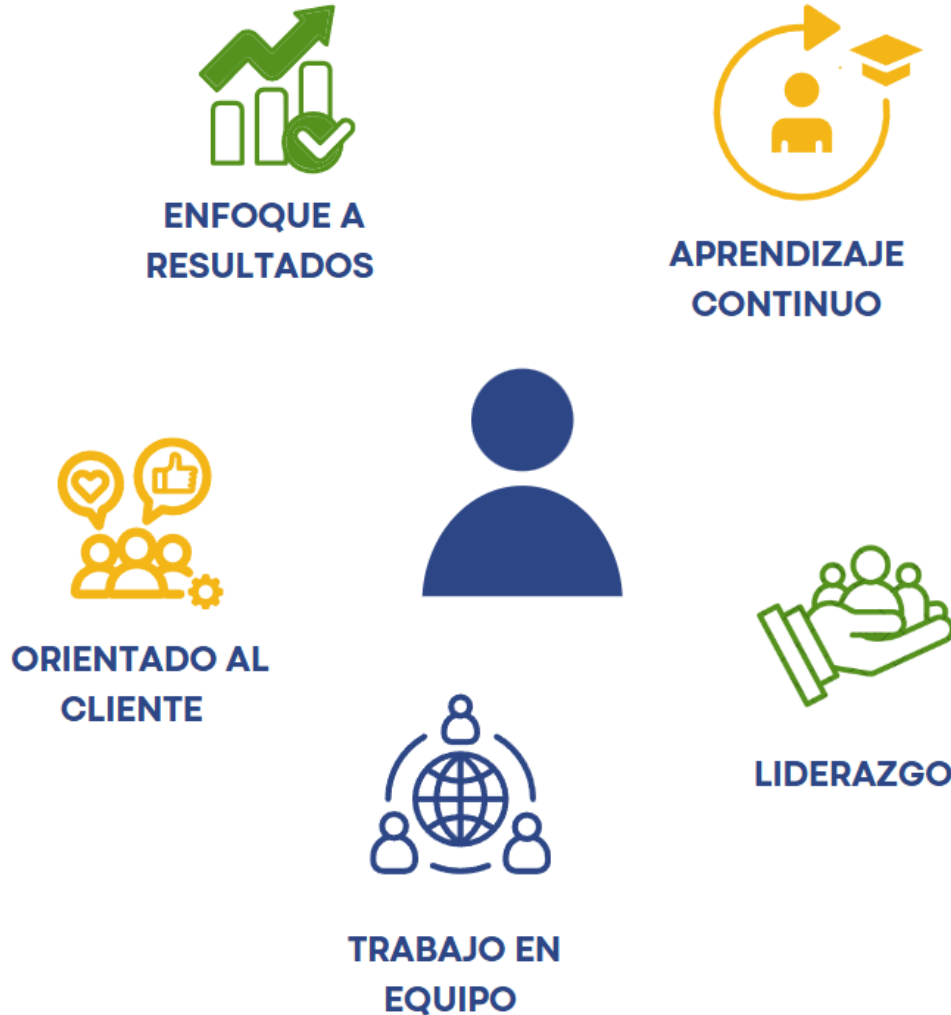 ENFOQUE A
RESULTADOS
APRENDIZAJE
CONTINUO
ORIENTADO AL
CLIENTE
LIDERAZGO
TRABAJO EN
EQUIPO